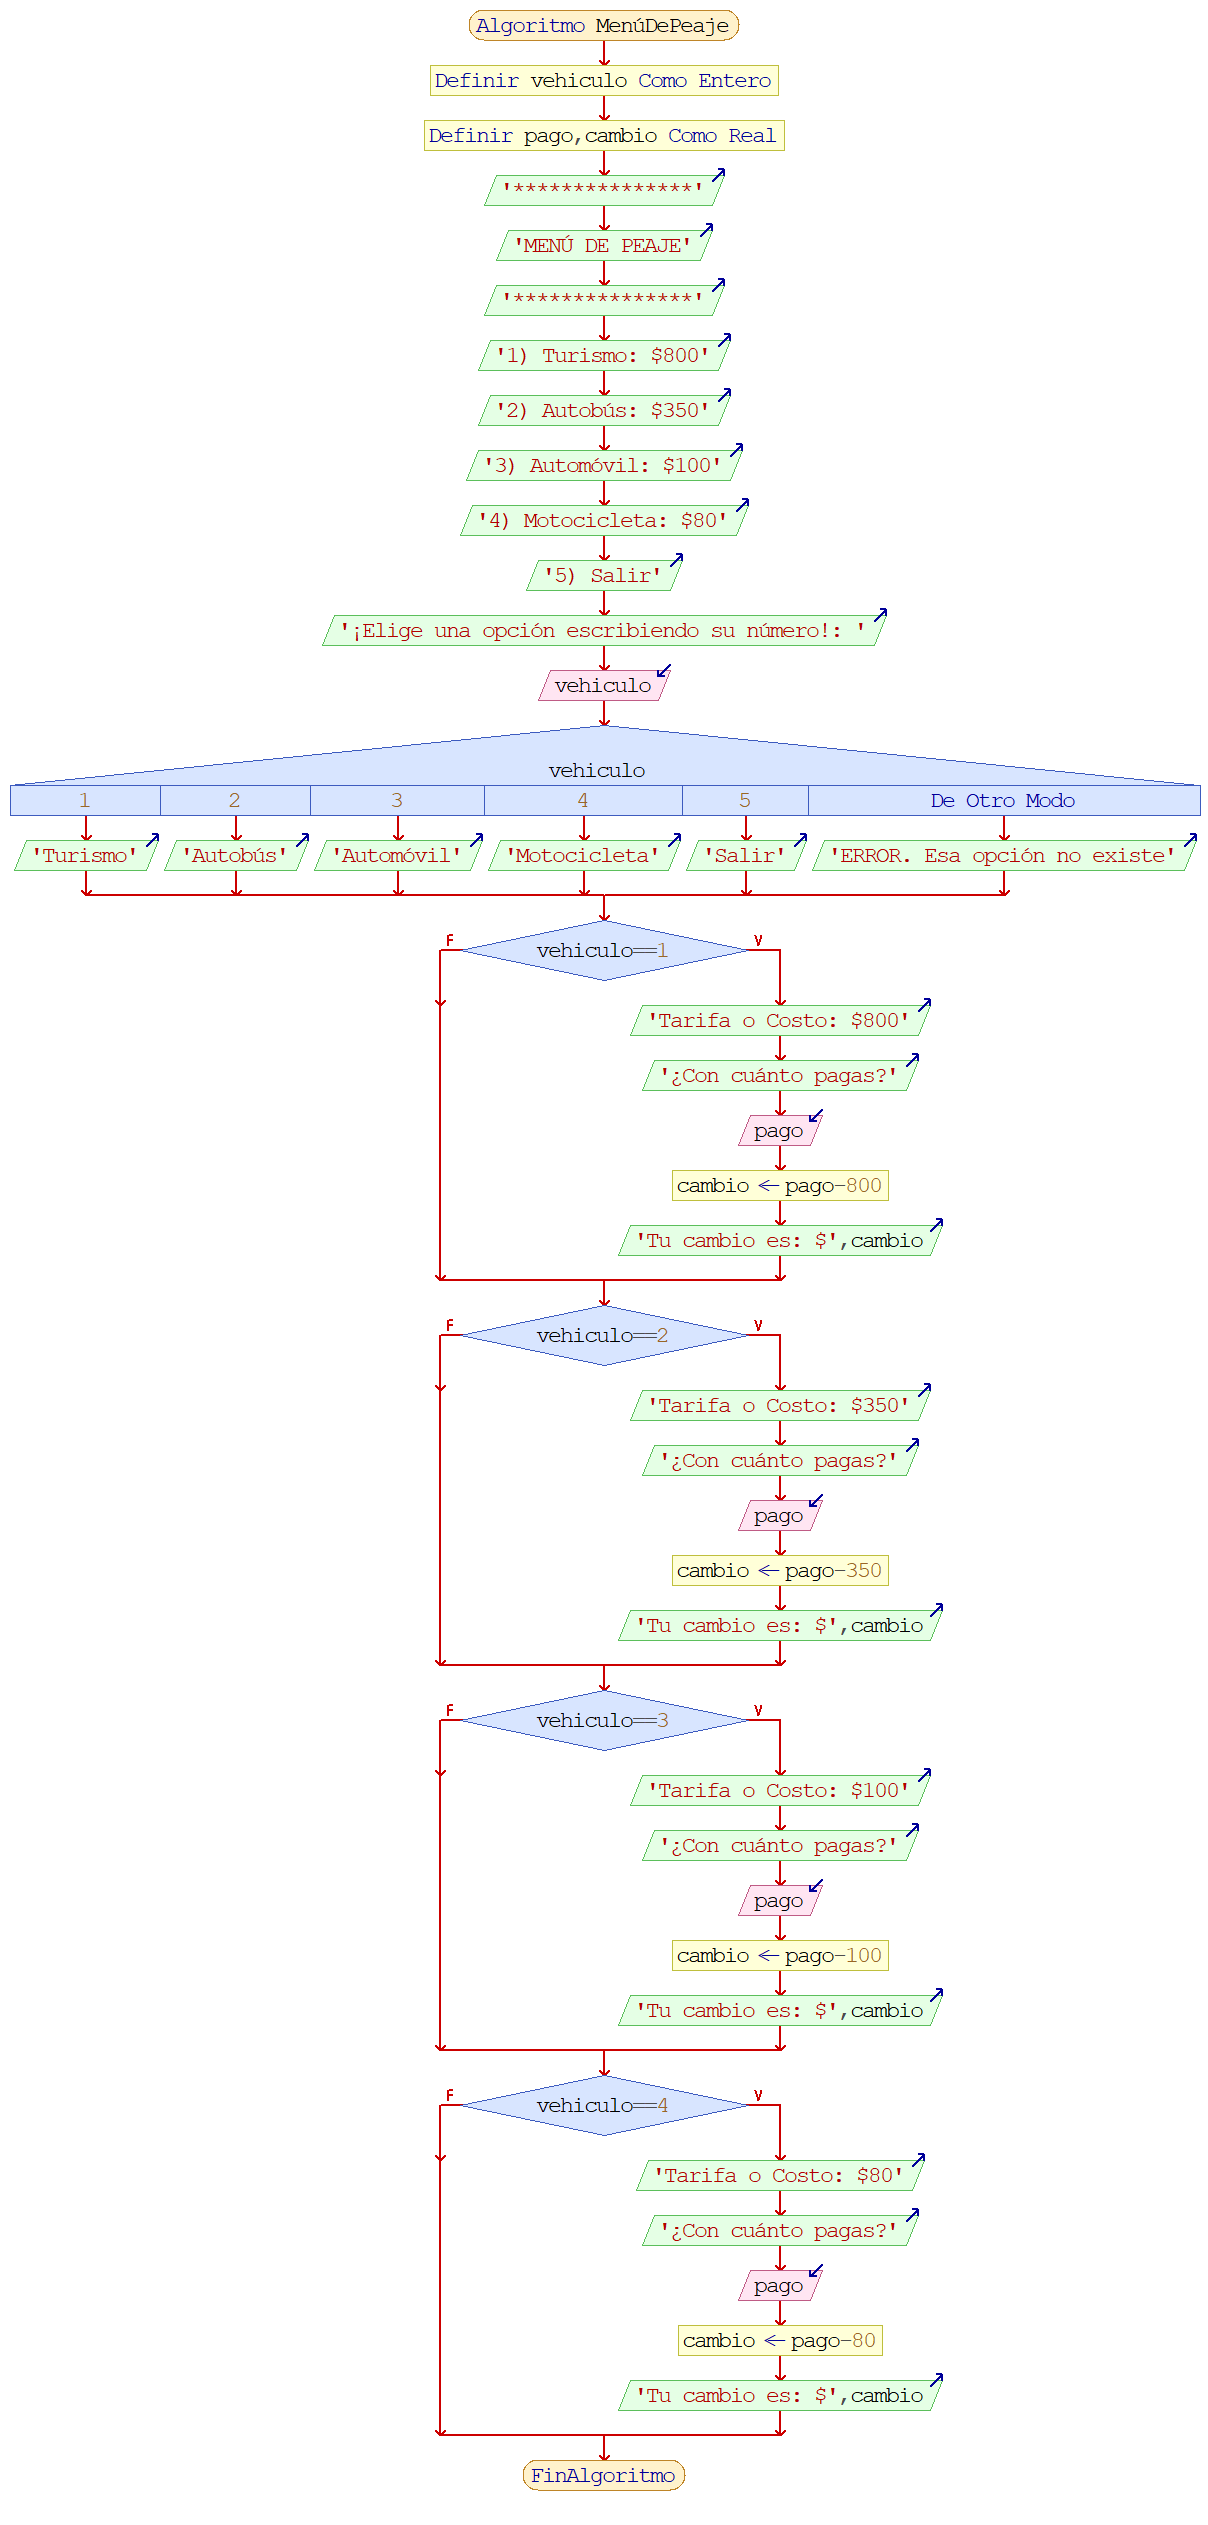 Algoritmo MenúDePeaje
Definir vehiculo Como Entero
Definir pago,cambio Como Real
'***************'
'MENÚ DE PEAJE'
'***************'
'1) Turismo: $800'
'2) Autobús: $350'
'3) Automóvil: $100'
'4) Motocicleta: $80'
'5) Salir'
'¡Elige una opción escribiendo su número!: '
vehiculo
vehiculo
1 2 3 4 5 De Otro Modo
'Turismo' 'Autobús' 'Automóvil' 'Motocicleta' 'Salir' 'ERROR. Esa opción no existe'
F vehiculo==1 V
'Tarifa o Costo: $800'
'¿Con cuánto pagas?'
pago
cambio ← pago-800
'Tu cambio es: $',cambio
F vehiculo==2 V
'Tarifa o Costo: $350'
'¿Con cuánto pagas?'
pago
cambio ← pago-350
'Tu cambio es: $',cambio
F vehiculo==3 V
'Tarifa o Costo: $100'
'¿Con cuánto pagas?'
pago
cambio ← pago-100
'Tu cambio es: $',cambio
F vehiculo==4 V
'Tarifa o Costo: $80'
'¿Con cuánto pagas?'
pago
cambio ← pago-80
'Tu cambio es: $',cambio
FinAlgoritmo